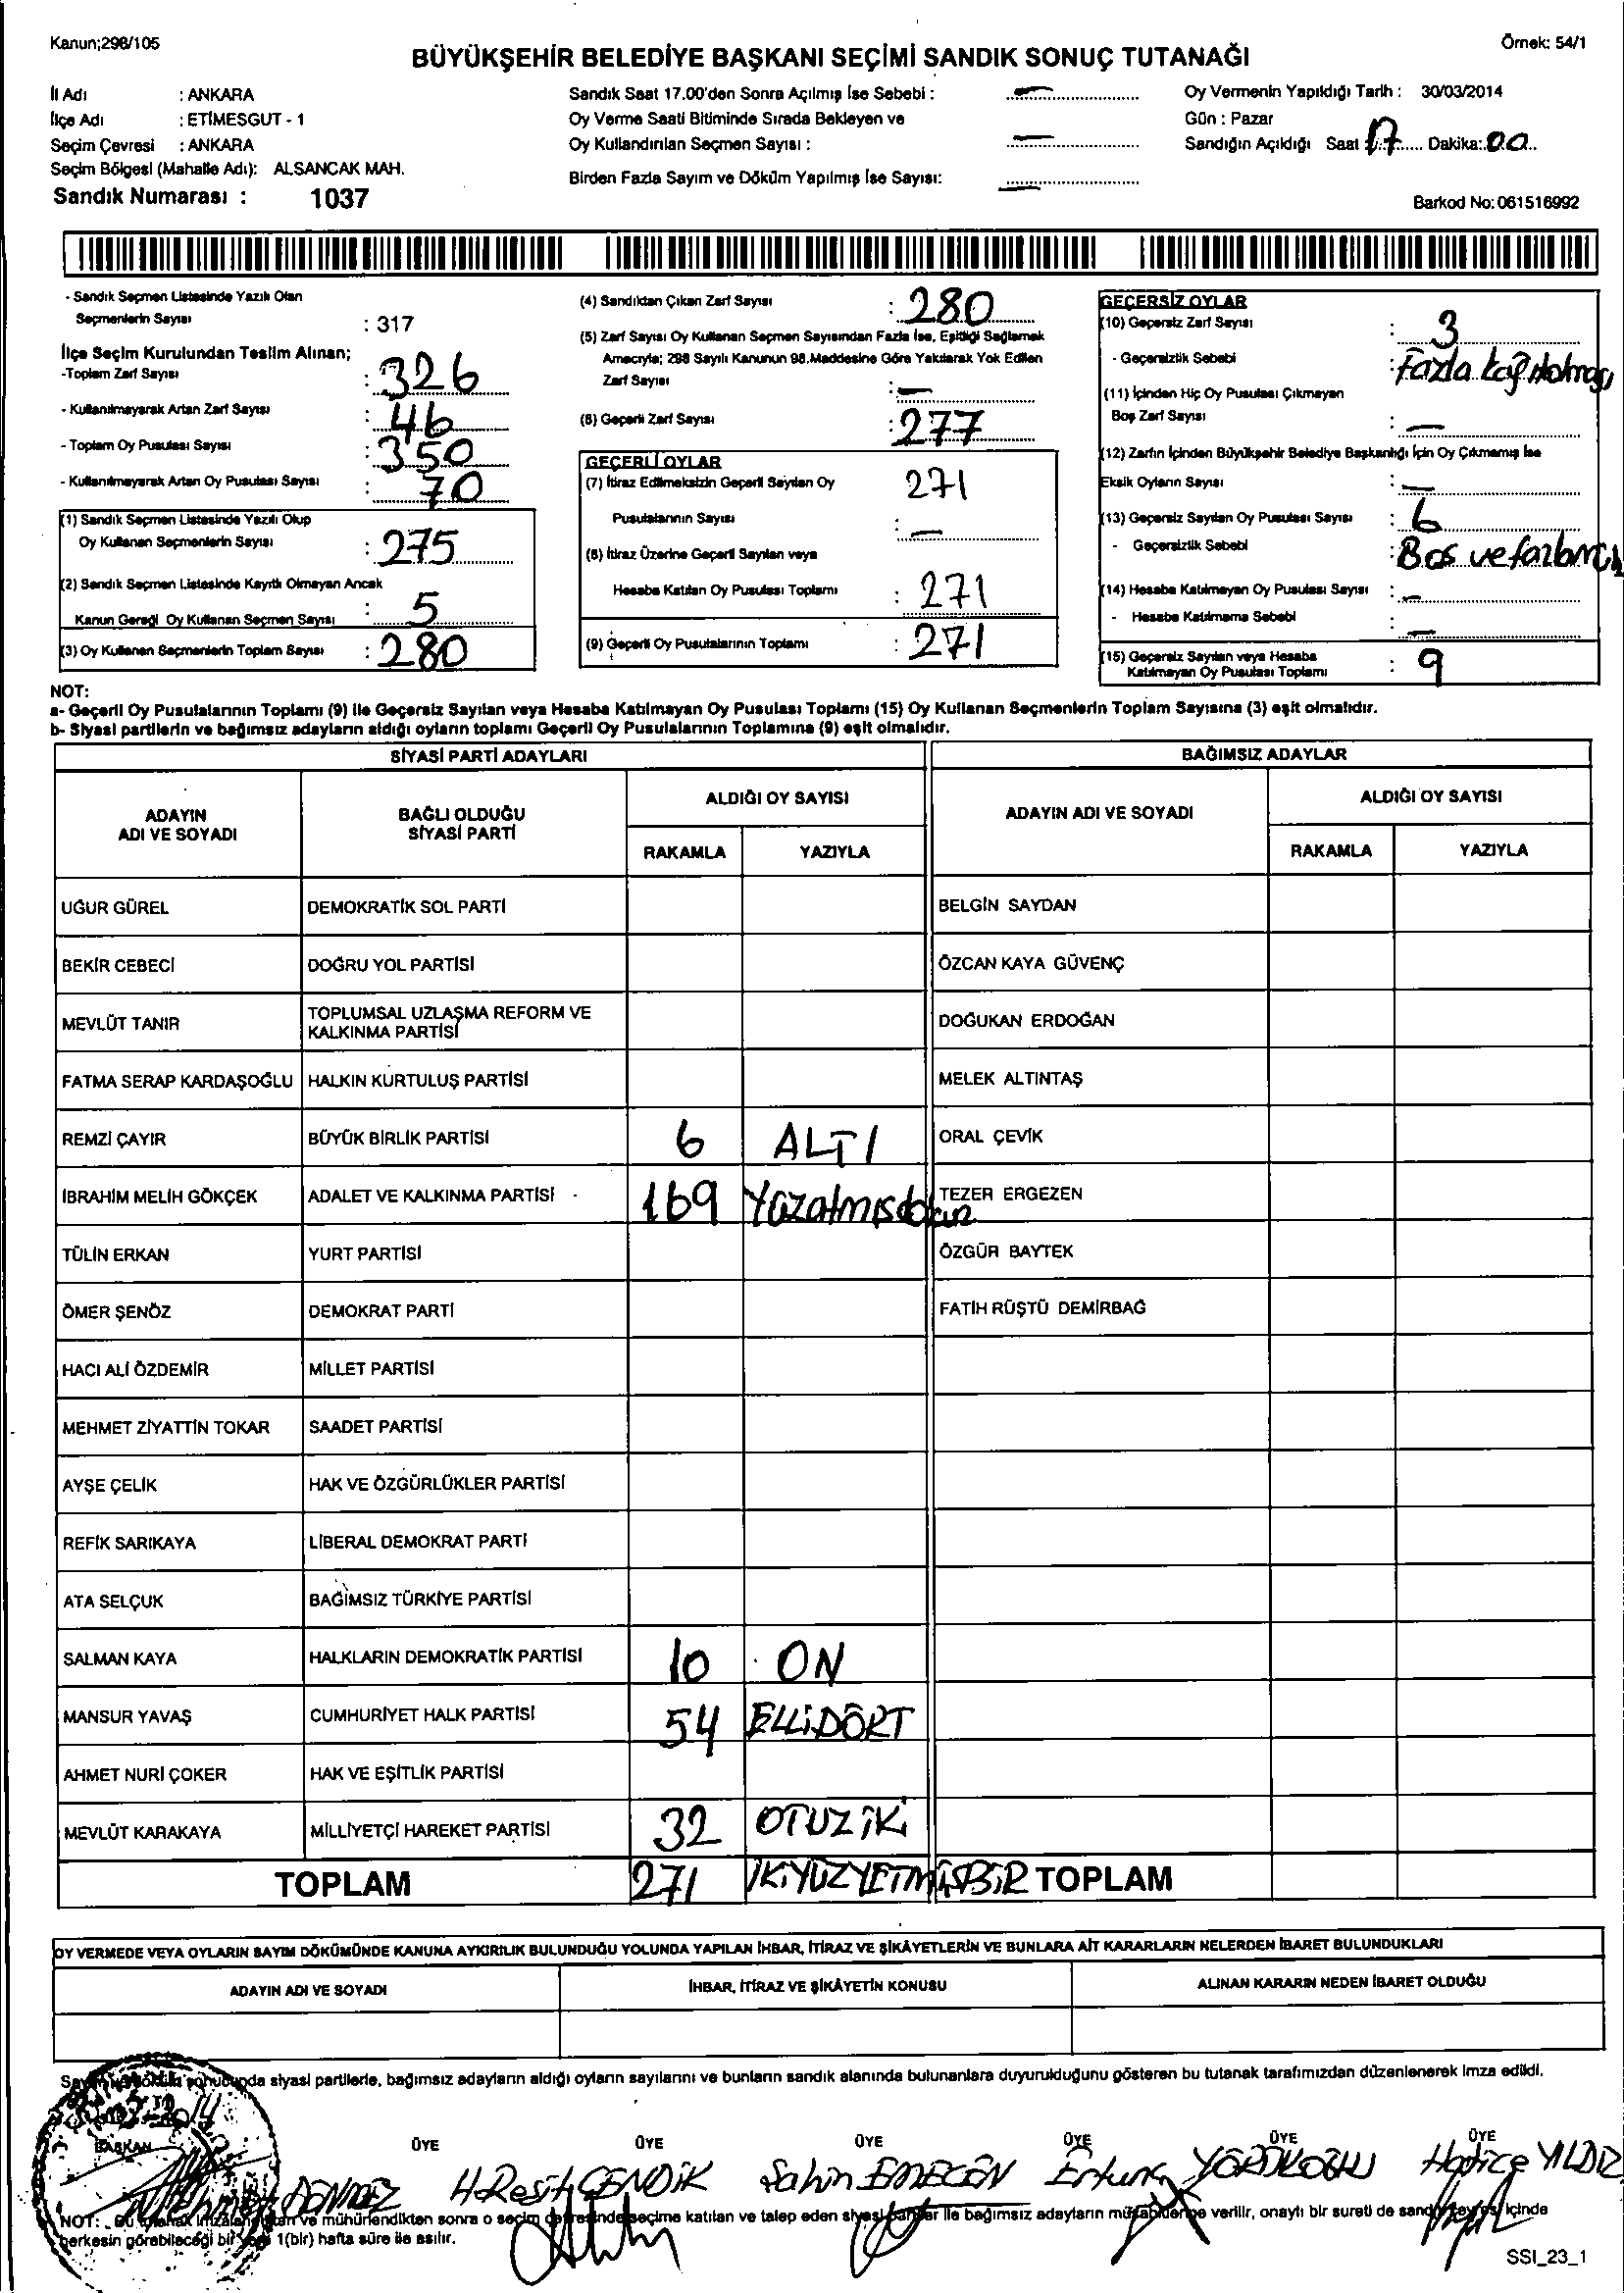 Kanun;298/105
Örnek: 54/1
BÜYÜKŞEHİR BELEDİYE BAŞKANI SEÇİMİ SANDIK SONUÇ TUTANAĞI
İl Adı : ANKARA
İlçe Adı : ETİMESGUT - 1
Seçim Çevresi : ANKARA
Seçim Bölgesi (Mahalle Adı): ALSANCAK MAH.
Sandık Numarası : 1037
Sandık Saat 17.00'den Sonra Açılmış İse Sebebi : —
Oy Verme Saati Bitiminde Sırada Bekleyen ve
Oy Kullandırılan Seçmen Sayısı : —
Birden Fazla Sayım ve Döküm Yapılmış İse Sayısı: —
Oy Vermenin Yapıldığı Tarih : 30/03/2014
Gün : Pazar
Sandığın Açıldığı Saat 17 Dakika: 00
Barkod No: 061516992
- Sandık Seçmen Listesinde Yazılı Olan
Seçmenlerin Sayısı : 317
İlçe Seçim Kurulundan Teslim Alınan;
-Toplam Zarf Sayısı : 326
- Kullanılmayarak Artan Zarf Sayısı : 46
- Toplam Oy Pusulası Sayısı : 350
- Kullanılmayarak Artan Oy Pusulası Sayısı : 70
(1) Sandık Seçmen Listesinde Yazılı Olup
Oy Kullanan Seçmenlerin Sayısı : 275
(2) Sandık Seçmen Listesinde Kayıtlı Olmayan Ancak
Kanun Gereği Oy Kullanan Seçmen Sayısı : 5
(3) Oy Kullanan Seçmenlerin Toplam Sayısı : 280
(4) Sandıktan Çıkan Zarf Sayısı : 280
(5) Zarf Sayısı Oy Kullanan Seçmen Sayısından Fazla İse, Eşitliği Sağlamak
Amacıyla; 298 Sayılı Kanunun 98.Maddesine Göre Yakılarak Yok Edilen
Zarf Sayısı : —
(6) Geçerli Zarf Sayısı : 277
GEÇERLİ OYLAR
(7) İtiraz Edilmeksizin Geçerli Sayılan Oy 271
Pusulalarının Sayısı : —
(8) İtiraz Üzerine Geçerli Sayılan veya
Hesaba Katılan Oy Pusulası Toplamı : 271
(9) Geçerli Oy Pusulalarının Toplamı : 271
GEÇERSİZ OYLAR
(10) Geçersiz Zarf Sayısı : 3
- Geçersizlik Sebebi : Fazla kağıt olması
(11) İçinden Hiç Oy Pusulası Çıkmayan
Boş Zarf Sayısı : —
(12) Zarfın İçinden Büyükşehir Belediye Başkanlığı İçin Oy Çıkmamış İse
Eksik Oyların Sayısı : —
(13) Geçersiz Sayılan Oy Pusulası Sayısı : 6
- Geçersizlik Sebebi : Boş ve fazla
(14) Hesaba Katılmayan Oy Pusulası Sayısı : —
- Hesaba Katılmama Sebebi : —
(15) Geçersiz Sayılan veya Hesaba
Katılmayan Oy Pusulası Toplamı : 9
NOT:
a- Geçerli Oy Pusulalarının Toplamı (9) ile Geçersiz Sayılan veya Hesaba Katılmayan Oy Pusulası Toplamı (15) Oy Kullanan Seçmenlerin Toplam Sayısına (3) eşit olmalıdır.
b- Siyasi partilerin ve bağımsız adayların aldığı oyların toplamı Geçerli Oy Pusulalarının Toplamına (9) eşit olmalıdır.
SİYASİ PARTİ ADAYLARI BAĞIMSIZ ADAYLAR
ADAYIN
ADI VE SOYADI
BAĞLI OLDUĞU
SİYASİ PARTİ
ALDIĞI OY SAYISI
RAKAMLA YAZIYLA
ADAYIN ADI VE SOYADI
ALDIĞI OY SAYISI
RAKAMLA YAZIYLA
UĞUR GÜREL DEMOKRATİK SOL PARTİ BELGİN SAYDAN
BEKİR CEBECİ DOĞRU YOL PARTİSİ ÖZCAN KAYA GÜVENÇ
MEVLÜT TANIR TOPLUMSAL UZLAŞMA REFORM VE
KALKINMA PARTİSİ DOĞUKAN ERDOĞAN
FATMA SERAP KARDAŞOĞLU HALKIN KURTULUŞ PARTİSİ MELEK ALTINTAŞ
REMZİ ÇAYIR BÜYÜK BİRLİK PARTİSİ 6 ALTI ORAL ÇEVİK
İBRAHİM MELİH GÖKÇEK ADALET VE KALKINMA PARTİSİ 169 Yüzatmışdokuz TEZER ERGEZEN
TÜLİN ERKAN YURT PARTİSİ ÖZGÜR BAYTEK
ÖMER ŞENÖZ DEMOKRAT PARTİ FATİH RÜŞTÜ DEMİRBAĞ
HACI ALİ ÖZDEMİR MİLLET PARTİSİ
MEHMET ZİYATTİN TOKAR SAADET PARTİSİ
AYŞE ÇELİK HAK VE ÖZGÜRLÜKLER PARTİSİ
REFİK SARIKAYA LİBERAL DEMOKRAT PARTİ
ATA SELÇUK BAĞIMSIZ TÜRKİYE PARTİSİ
SALMAN KAYA HALKLARIN DEMOKRATİK PARTİSİ 10 ON
MANSUR YAVAŞ CUMHURİYET HALK PARTİSİ 54 ELLİDÖRT
AHMET NURİ ÇOKER HAK VE EŞİTLİK PARTİSİ
MEVLÜT KARAKAYA MİLLİYETÇİ HAREKET PARTİSİ 32 OTUZİKİ
TOPLAM 271 İKİYÜZYETMİŞBİR TOPLAM
OY VERMEDE VEYA OYLARIN SAYIM DÖKÜMÜNDE KANUNA AYKIRILIK BULUNDUĞU YOLUNDA YAPILAN İHBAR, İTİRAZ VE ŞİKÂYETLERİN VE BUNLARA AİT KARARLARIN NELERDEN İBARET BULUNDUKLARI
ADAYIN ADI VE SOYADI İHBAR, İTİRAZ VE ŞİKÂYETİN KONUSU ALINAN KARARIN NEDEN İBARET OLDUĞU
siyasi partilerle, bağımsız adayların aldığı oyların sayılarını ve bunların sandık alanında bulunanlara duyurulduğunu gösteren bu tutanak tarafımızdan düzenlenerek imza edildi.
BAŞKAN ÜYE ÜYE ÜYE ÜYE ÜYE ÜYE
DÖNMEZ H.Reşit Şahin Ertunç YÖRÜKOĞLU Hatice YILDIZ
NOT: Bu tutanak ve mühürlendikten sonra o seçim seçime katılan ve talep eden siyasi partiler ile bağımsız adayların verilir, onaylı bir sureti de içinde
herkesin görebileceği bir 1(bir) hafta süre ile asılır.
SSI_23_1